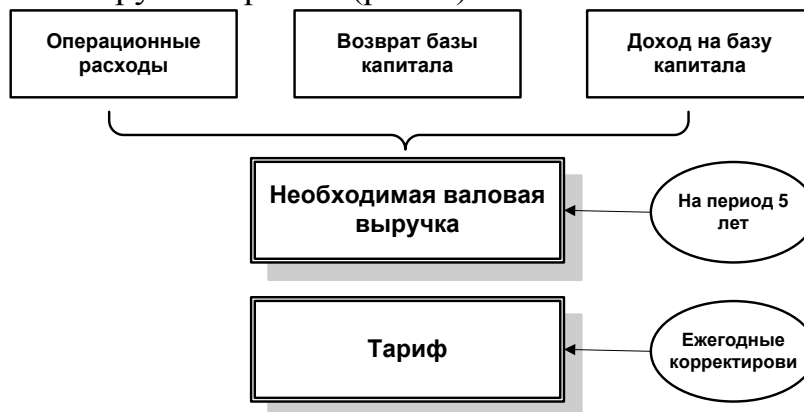 Операционные
расходы
Возврат базы
капитала
Доход на базу
капитала
Необходимая валовая
выручка
На период 5
лет
Тариф
Ежегодные
корректирови